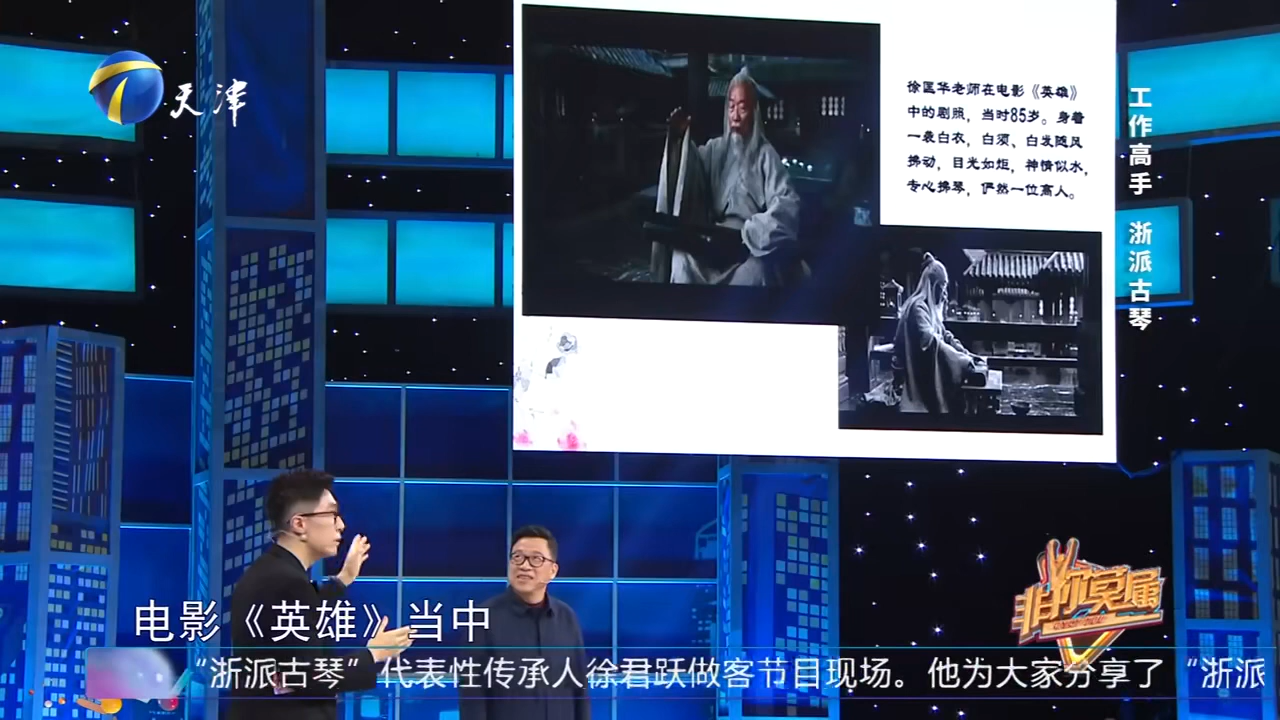 天津
徐匡华老师在电影《英雄》
中的剧照，当时85岁。身着
一袭白衣，白须、白发随风
拂动，目光如炬，神情似水，
专心拂琴，俨然一位高人。
工作高手 浙派古琴
非你莫属
电影《英雄》当中
“浙派古琴”代表性传承人徐君跃做客节目现场。他为大家分享了“浙派